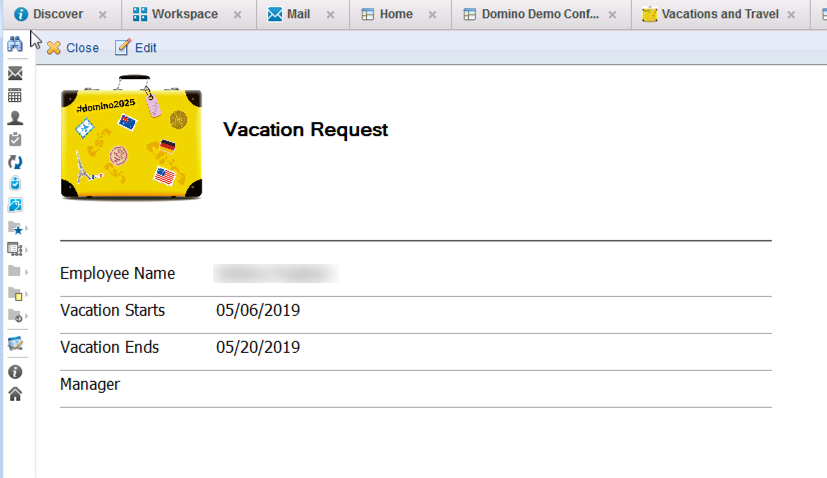 Discover Workspace Mail Home Domino Demo Conf... Vacations and Travel
Close Edit
#domino2025
Vacation Request
Employee Name
Vacation Starts 05/06/2019
Vacation Ends 05/20/2019
Manager